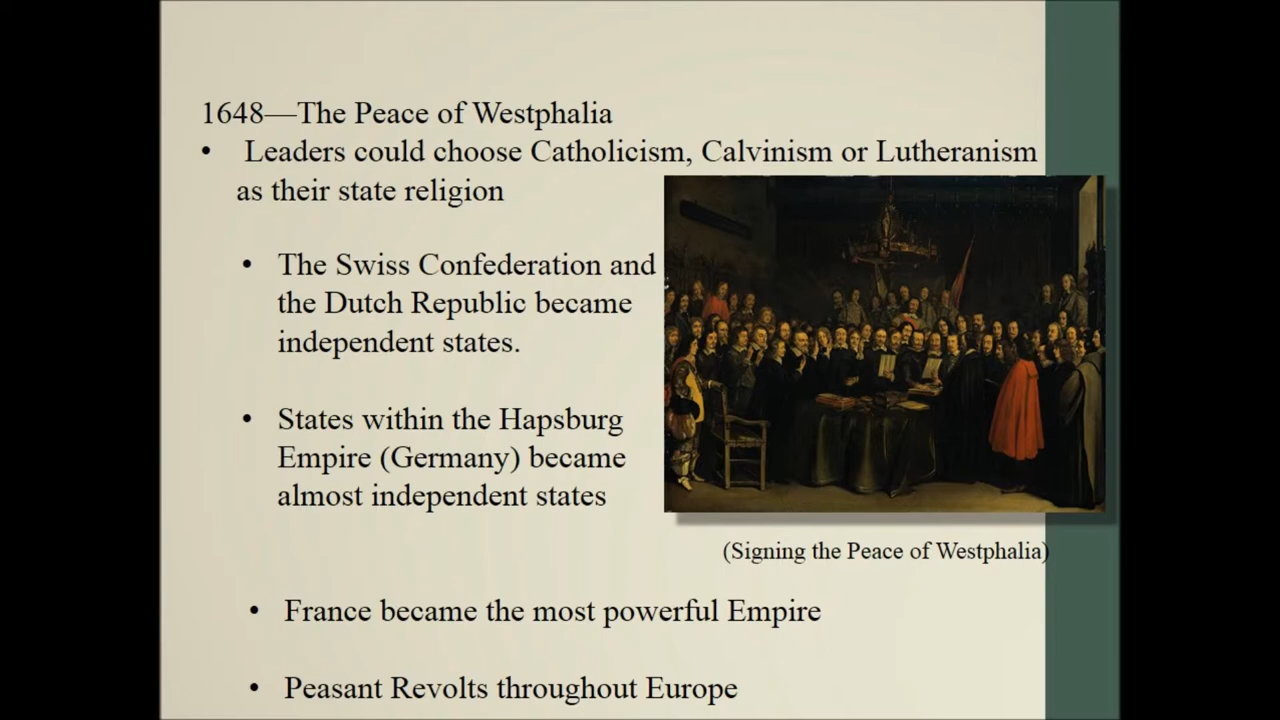 1648—The Peace of Westphalia
• Leaders could choose Catholicism, Calvinism or Lutheranism
as their state religion
• The Swiss Confederation and
the Dutch Republic became
independent states.
• States within the Hapsburg
Empire (Germany) became
almost independent states
(Signing the Peace of Westphalia)
• France became the most powerful Empire
• Peasant Revolts throughout Europe